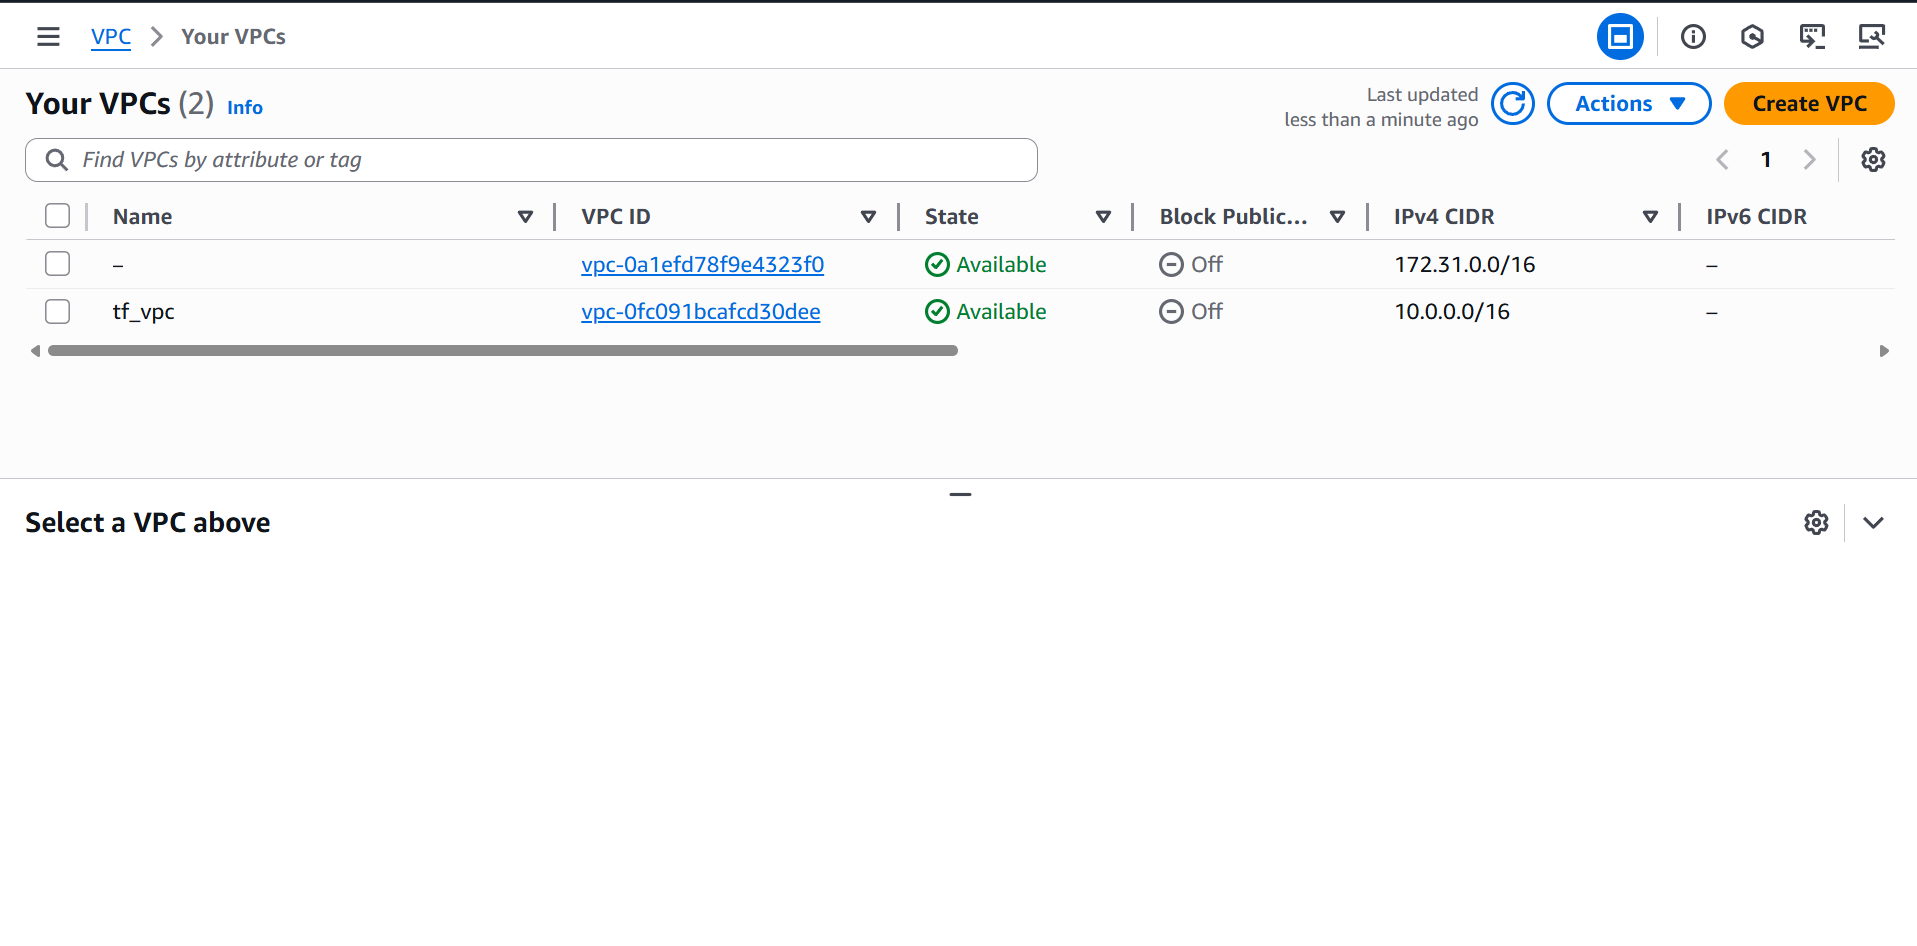 VPC > Your VPCs
Your VPCs (2) Info
Last updated
less than a minute ago
Actions
Create VPC
Find VPCs by attribute or tag
1
Name VPC ID State Block Public... IPv4 CIDR IPv6 CIDR
– vpc-0a1efd78f9e4323f0 Available Off 172.31.0.0/16 –
tf_vpc vpc-0fc091bcafcd30dee Available Off 10.0.0.0/16 –
Select a VPC above